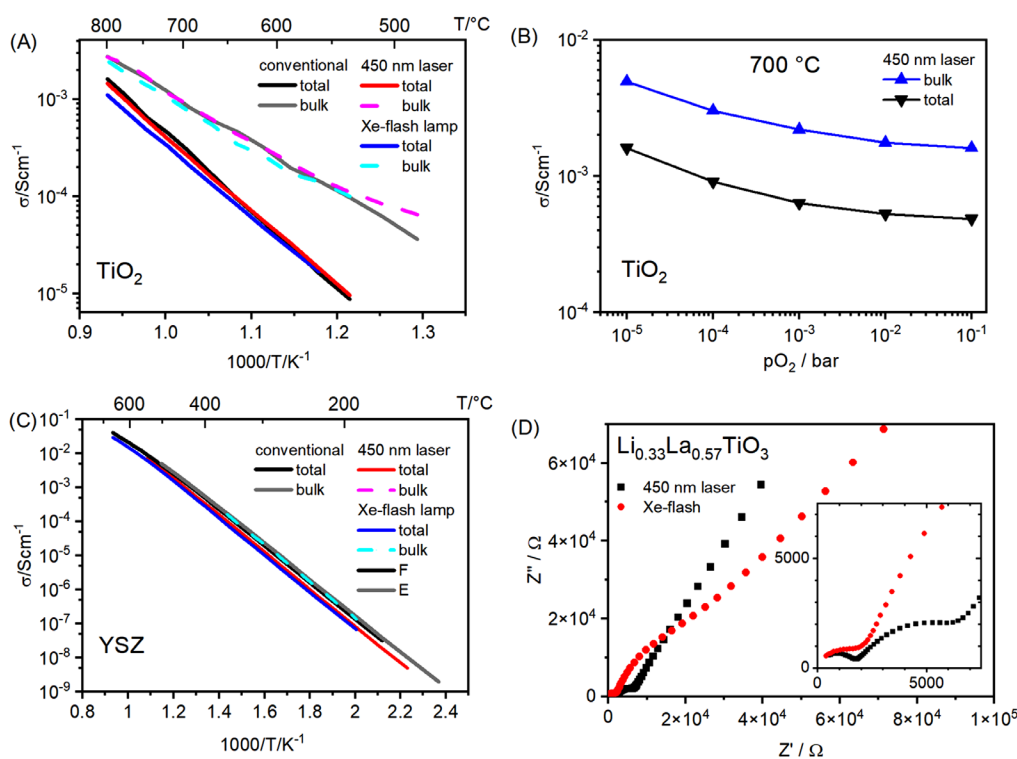 (A)
T/°C
800
700
600
500
conventional
total
bulk
450 nm laser
total
bulk
Xe-flash lamp
total
bulk
10⁻³
10⁻⁴
10⁻⁵
σ/Scm⁻¹
TiO₂
0.9
1.0
1.1
1.2
1.3
1000/T/K⁻¹
(B)
700 °C
450 nm laser
bulk
total
10⁻²
10⁻³
10⁻⁴
σ/Scm⁻¹
TiO₂
10⁻⁵
10⁻⁴
10⁻³
10⁻²
10⁻¹
pO₂ / bar
(C)
T/°C
600
400
200
conventional
total
bulk
450 nm laser
total
bulk
Xe-flash lamp
total
bulk
F
E
10⁻¹
10⁻²
10⁻³
10⁻⁴
10⁻⁵
10⁻⁶
10⁻⁷
10⁻⁸
10⁻⁹
σ/Scm⁻¹
YSZ
0.8
1.0
1.2
1.4
1.6
1.8
2.0
2.2
2.4
1000/T/K⁻¹
(D)
Li₀.₃₃La₀.₅₇TiO₃
450 nm laser
Xe-flash
6×10⁴
4×10⁴
2×10⁴
0
Z'' / Ω
5000
0
0
5000
0
2×10⁴
4×10⁴
6×10⁴
8×10⁴
1×10⁵
Z' / Ω